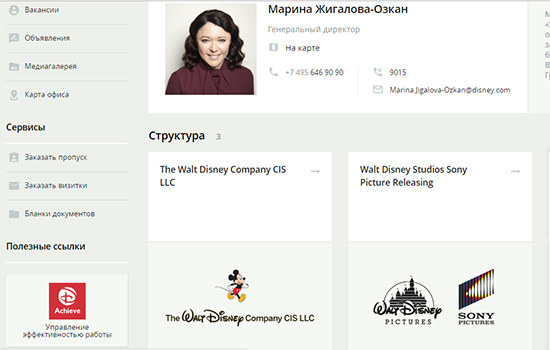 Вакансии
Объявления
Медиагалерея
Карта офиса
Сервисы
Заказать пропуск
Заказать визитки
Бланки документов
Полезные ссылки
Achieve
Управление
эффективностью работы
Марина Жигалова-Озкан
Генеральный директор
На карте
+7 495 646 90 90
9015
Marina.Jigalova-Ozkan@disney.com
Структура 3
The Walt Disney Company CIS
LLC
The Walt Disney Company CIS LLC
Walt Disney Studios Sony
Picture Releasing
Walt Disney
PICTURES
SONY
PICTURES